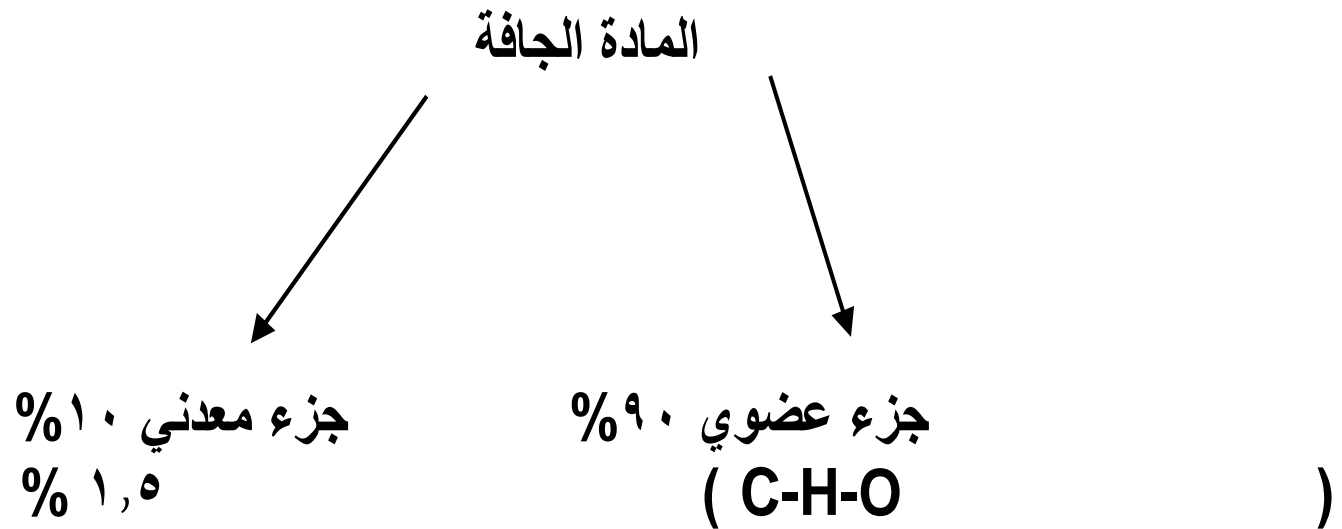 المادة الجافة
جزء عضوي ٩٠% جزء معدني ١٠%
( C-H-O ) ١,٥ %